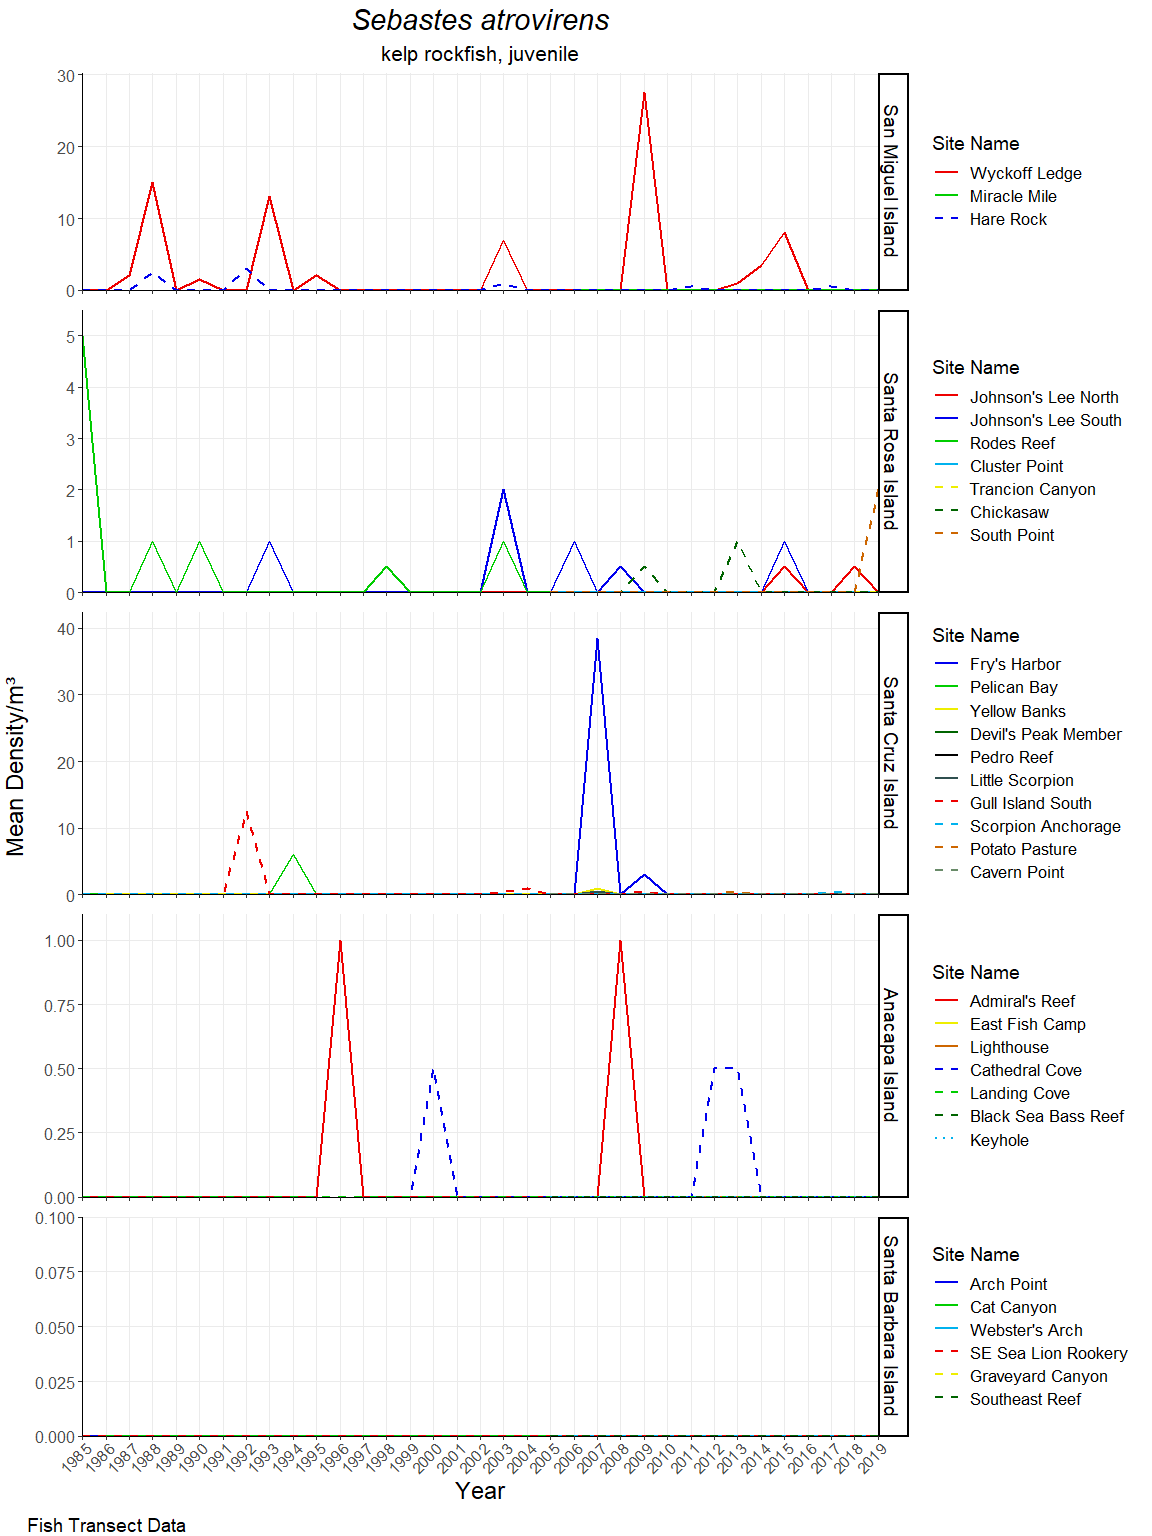 Sebastes atrovirens
kelp rockfish, juvenile
Mean Density/m³
30
20
10
0
San Miguel Island
Site Name
Wyckoff Ledge
Miracle Mile
Hare Rock
5
4
3
2
1
0
Santa Rosa Island
Site Name
Johnson's Lee North
Johnson's Lee South
Rodes Reef
Cluster Point
Trancion Canyon
Chickasaw
South Point
40
30
20
10
0
Santa Cruz Island
Site Name
Fry's Harbor
Pelican Bay
Yellow Banks
Devil's Peak Member
Pedro Reef
Little Scorpion
Gull Island South
Scorpion Anchorage
Potato Pasture
Cavern Point
1.00
0.75
0.50
0.25
0.00
Anacapa Island
Site Name
Admiral's Reef
East Fish Camp
Lighthouse
Cathedral Cove
Landing Cove
Black Sea Bass Reef
Keyhole
0.100
0.075
0.050
0.025
0.000
Santa Barbara Island
Site Name
Arch Point
Cat Canyon
Webster's Arch
SE Sea Lion Rookery
Graveyard Canyon
Southeast Reef
1985 1986 1987 1988 1989 1990 1991 1992 1993 1994 1995 1996 1997 1998 1999 2000 2001 2002 2003 2004 2005 2006 2007 2008 2009 2010 2011 2012 2013 2014 2015 2016 2017 2018 2019
Year
Fish Transect Data